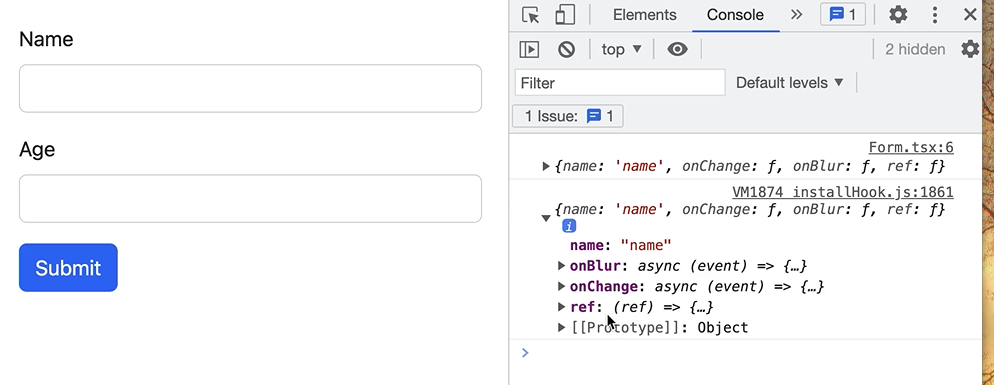 Name
Age
Submit
Elements Console 1
top 2 hidden
Filter Default levels
1 Issue: 1
Form.tsx:6
{name: 'name', onChange: ƒ, onBlur: ƒ, ref: ƒ}
VM1874 installHook.js:1861
{name: 'name', onChange: ƒ, onBlur: ƒ, ref: ƒ}
i
name: "name"
onBlur: async (event) => {…}
onChange: async (event) => {…}
ref: (ref) => {…}
[[Prototype]]: Object